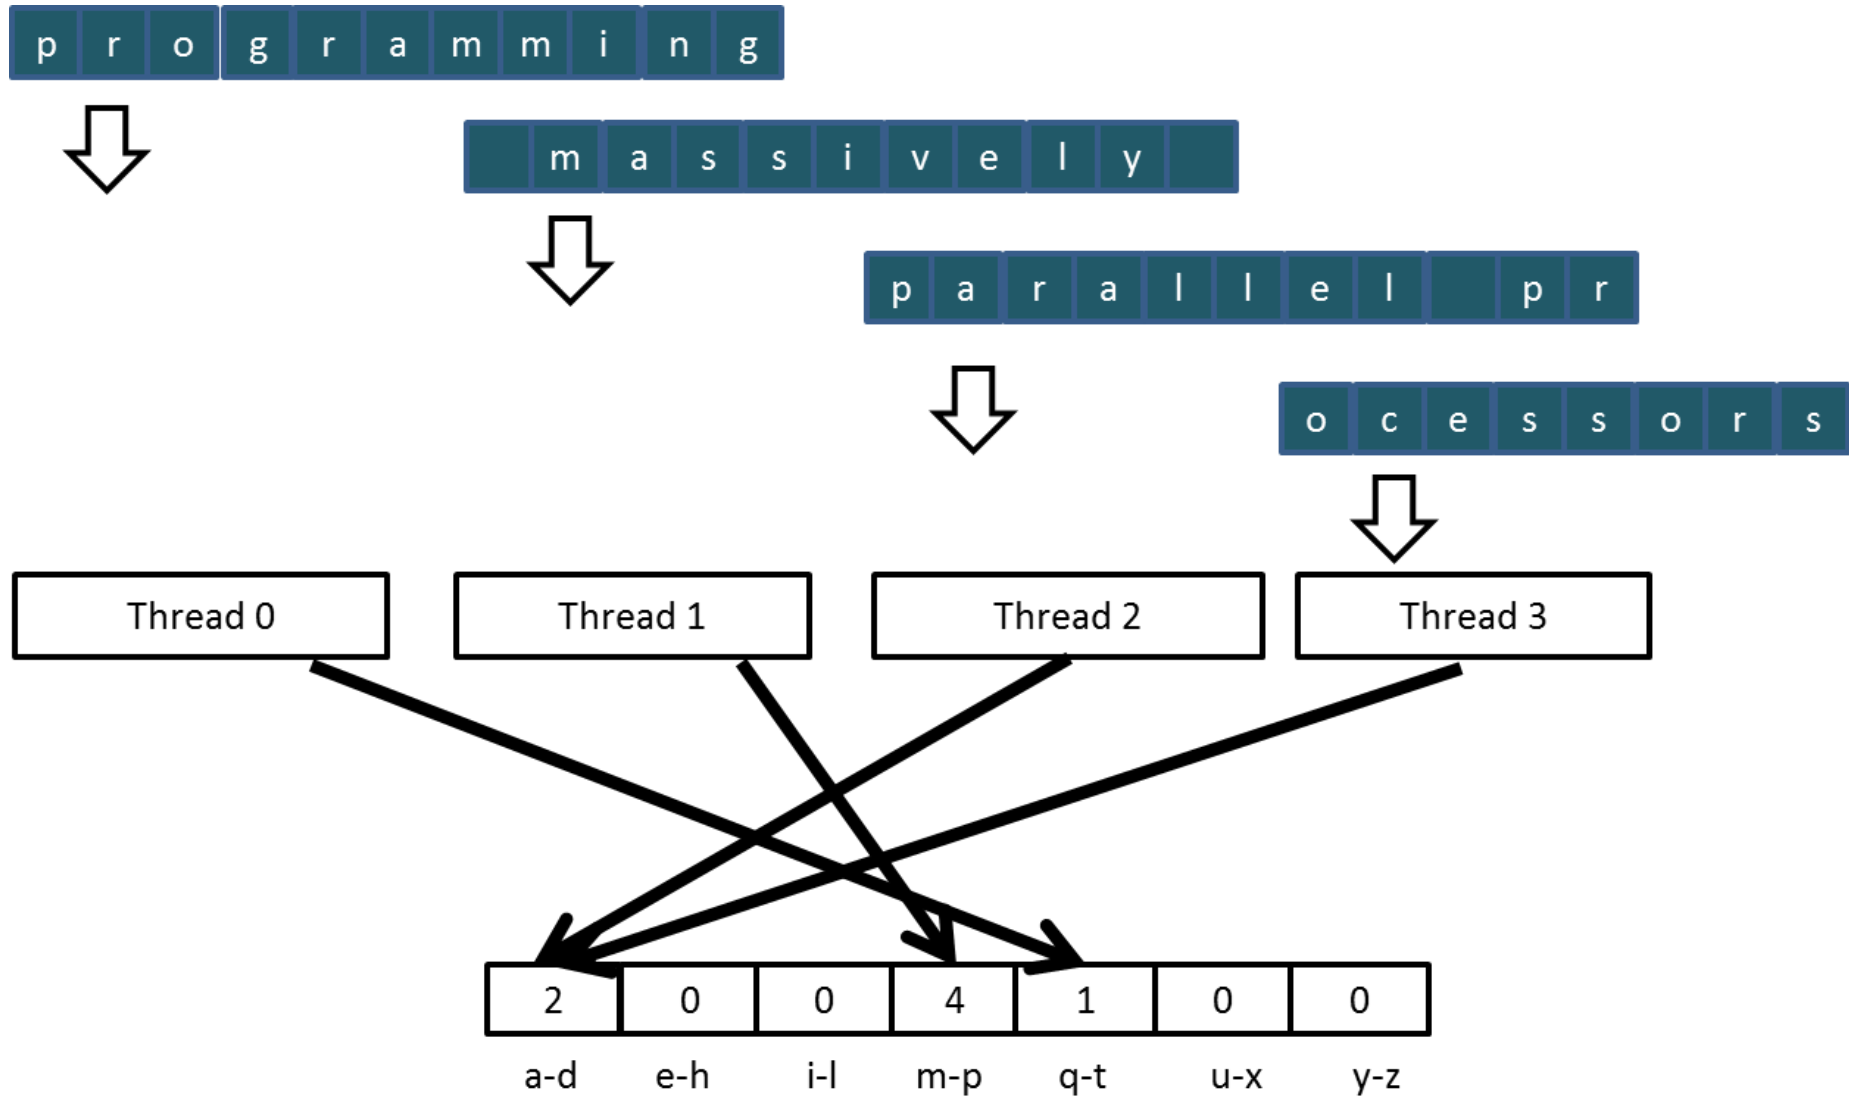 p r o g r a m m i n g
m a s s i v e l y
p a r a l l e l p r
o c e s s o r s
Thread 0 Thread 1 Thread 2 Thread 3
2 0 0 4 1 0 0
a-d e-h i-l m-p q-t u-x y-z